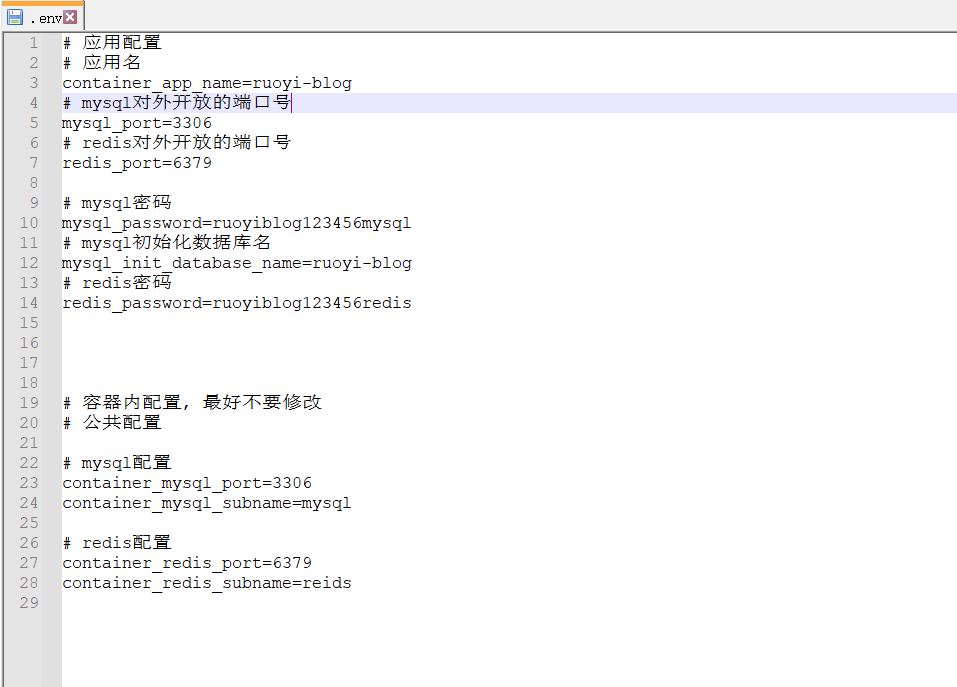 .env
1 # 应用配置
2 # 应用名
3 container_app_name=ruoyi-blog
4 # mysql对外开放的端口号
5 mysql_port=3306
6 # redis对外开放的端口号
7 redis_port=6379
8
9 # mysql密码
10 mysql_password=ruoyiblog123456mysql
11 # mysql初始化数据库名
12 mysql_init_database_name=ruoyi-blog
13 # redis密码
14 redis_password=ruoyiblog123456redis
15
16
17
18
19 # 容器内配置, 最好不要修改
20 # 公共配置
21
22 # mysql配置
23 container_mysql_port=3306
24 container_mysql_subname=mysql
25
26 # redis配置
27 container_redis_port=6379
28 container_redis_subname=reids
29